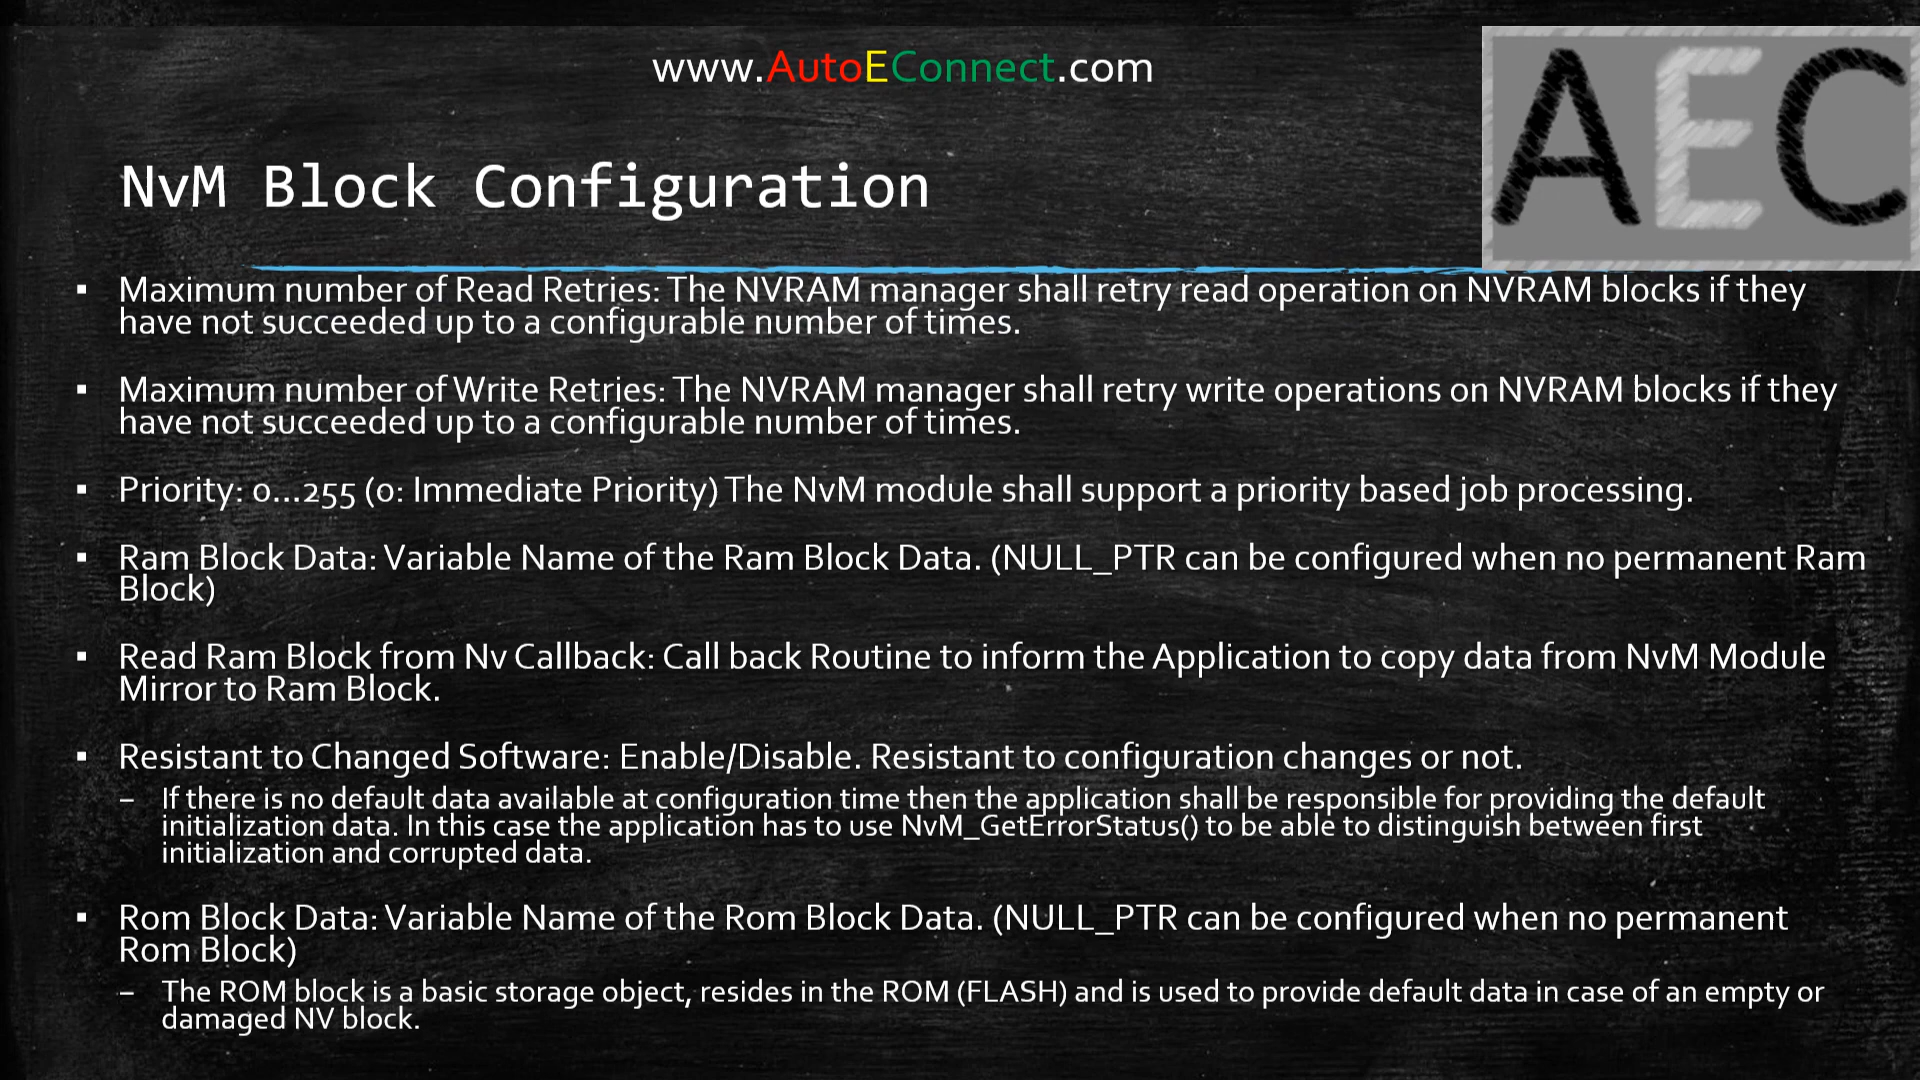 www.AutoEConnect.com
AEC
NvM Block Configuration
▪ Maximum number of Read Retries: The NVRAM manager shall retry read operation on NVRAM blocks if they
have not succeeded up to a configurable number of times.
▪ Maximum number of Write Retries: The NVRAM manager shall retry write operations on NVRAM blocks if they
have not succeeded up to a configurable number of times.
▪ Priority: 0...255 (0: Immediate Priority) The NvM module shall support a priority based job processing.
▪ Ram Block Data: Variable Name of the Ram Block Data. (NULL_PTR can be configured when no permanent Ram
Block)
▪ Read Ram Block from Nv Callback: Call back Routine to inform the Application to copy data from NvM Module
Mirror to Ram Block.
▪ Resistant to Changed Software: Enable/Disable. Resistant to configuration changes or not.
– If there is no default data available at configuration time then the application shall be responsible for providing the default
initialization data. In this case the application has to use NvM_GetErrorStatus() to be able to distinguish between first
initialization and corrupted data.
▪ Rom Block Data: Variable Name of the Rom Block Data. (NULL_PTR can be configured when no permanent
Rom Block)
– The ROM block is a basic storage object, resides in the ROM (FLASH) and is used to provide default data in case of an empty or
damaged NV block.